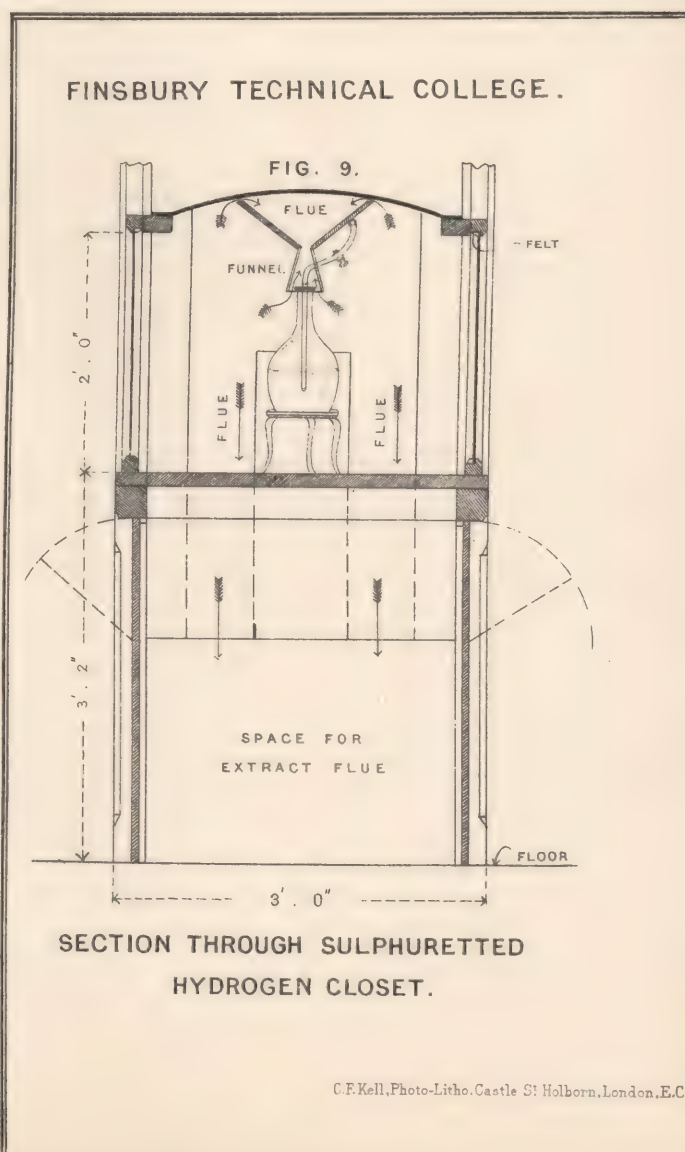 FINSBURY TECHNICAL COLLEGE.
FIG. 9.
FLUE
FELT
FUNNEL
2'. 0"
FLUE
FLUE
3'. 2"
SPACE FOR
EXTRACT FLUE
FLOOR
3'. 0"
SECTION THROUGH SULPHURETTED
HYDROGEN CLOSET.
C.F.Kell,Photo-Litho.Castle St Holborn,London,E.C